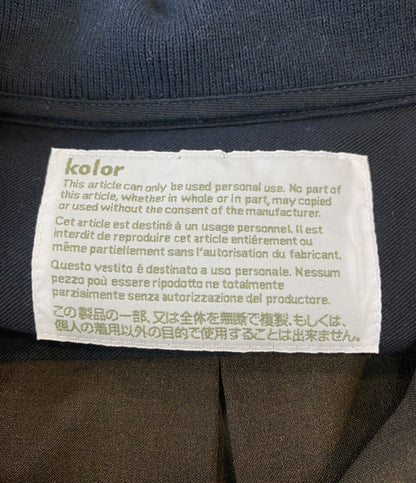 kolor
This article can only be used personal use. No part of
this article, whether in whole or in part, may copied
or used without the consent of the manufacturer.
Cet article est destiné à un usage personnel. Il est
interdit de reproduire cet article entiérement ou
même partiellement sans l'autorisation du fabricant.
Questo vestito é destinato a uso personale. Nessum
pezzo può essere ripodotto ne totalmente
parziaimente senza autorizzazione del productore.
この製品の一部、又は全体を無断で複製、もしくは、
個人の着用以外の目的で使用することは出来ません。